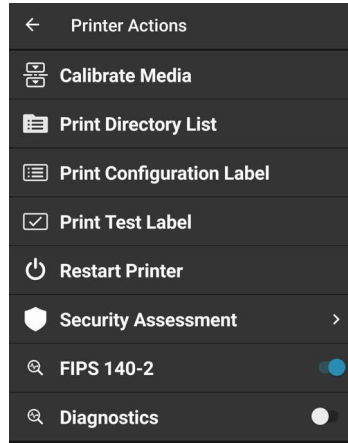 Printer Actions
Calibrate Media
Print Directory List
Print Configuration Label
Print Test Label
Restart Printer
Security Assessment
FIPS 140-2
Diagnostics